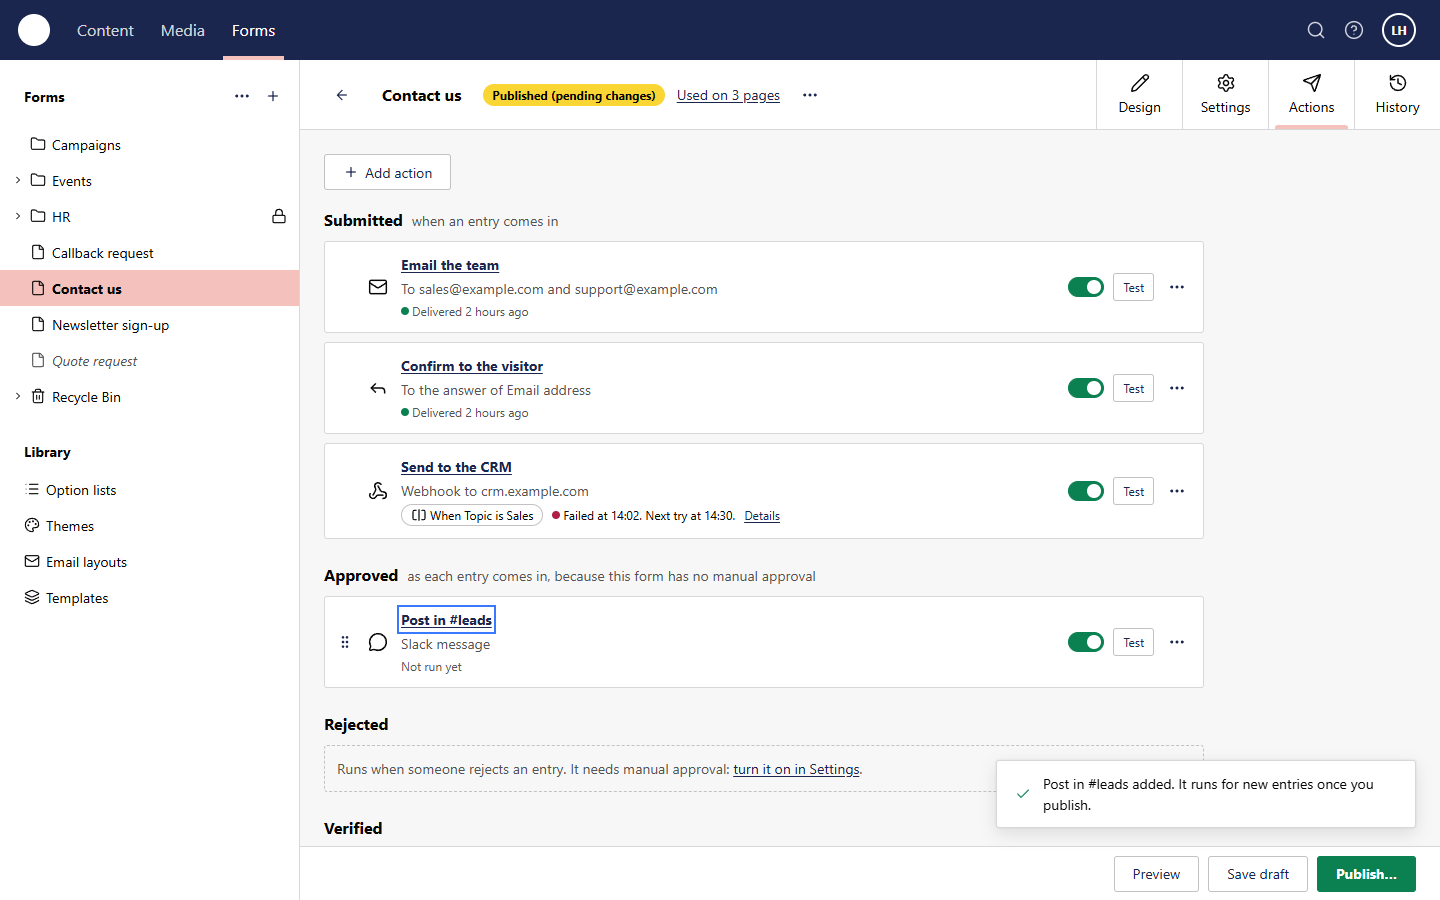 Content Media Forms
LH
Forms
Campaigns
Events
HR
Callback request
Contact us
Newsletter sign-up
Quote request
Recycle Bin
Library
Option lists
Themes
Email layouts
Templates
Contact us Published (pending changes) Used on 3 pages
Design Settings Actions History
Add action
Submitted when an entry comes in
Email the team
To sales@example.com and support@example.com
Delivered 2 hours ago
Test
Confirm to the visitor
To the answer of Email address
Delivered 2 hours ago
Test
Send to the CRM
Webhook to crm.example.com
When Topic is Sales Failed at 14:02. Next try at 14:30. Details
Test
Approved as each entry comes in, because this form has no manual approval
Post in #leads
Slack message
Not run yet
Test
Rejected
Runs when someone rejects an entry. It needs manual approval: turn it on in Settings.
Verified
Post in #leads added. It runs for new entries once you
publish.
Preview Save draft Publish...